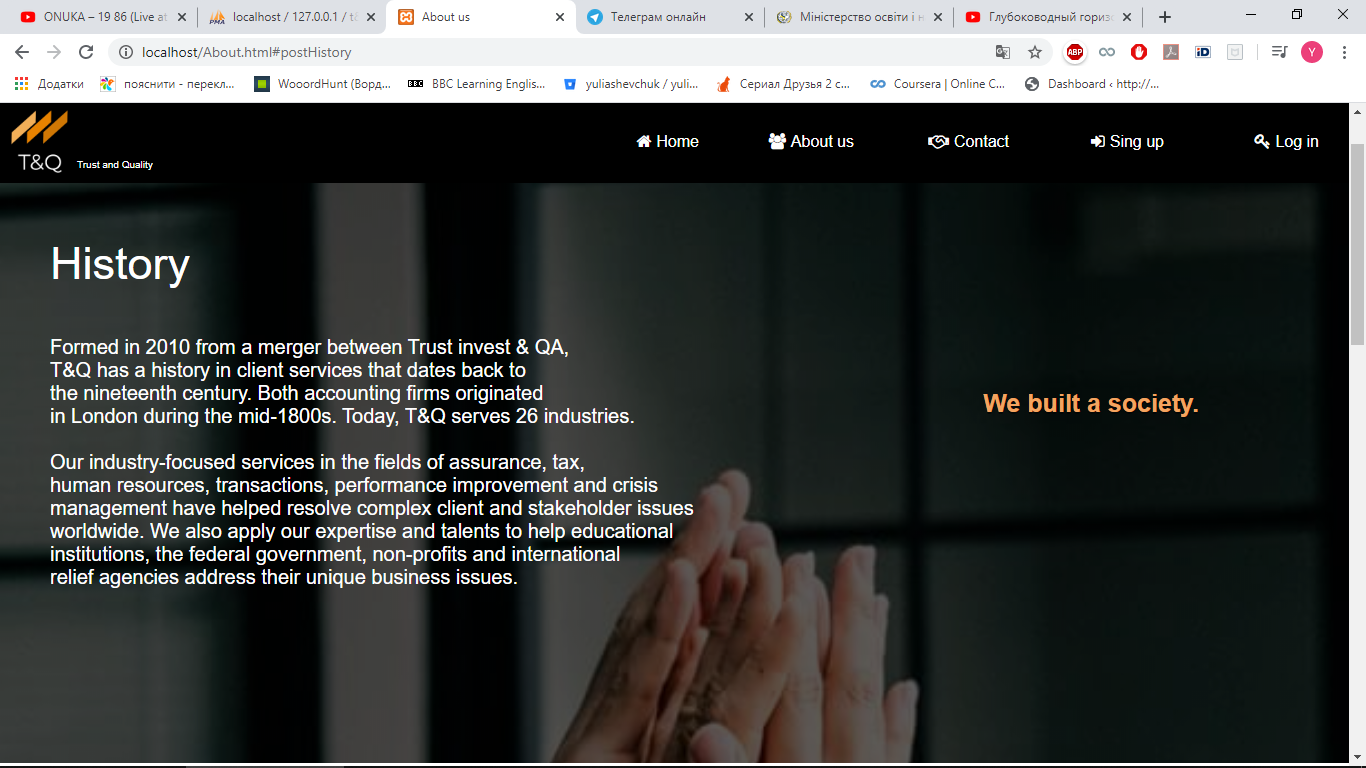 ONUKA – 19 86 (Live at
localhost / 127.0.0.1 / t&
About us
Телеграм онлайн
Міністерство освіти і н
Глубоководный горизо
localhost/About.html#postHistory
ABP
iD
Y
Додатки
пояснити - перекл...
WooordHunt (Ворд...
BBC
BBC Learning Englis...
yuliashevchuk / yuli...
Сериал Друзья 2 с...
Coursera | Online C...
Dashboard ‹ http://...
T&Q
Trust and Quality
Home
About us
Contact
Sing up
Log in
History
Formed in 2010 from a merger between Trust invest & QA,
T&Q has a history in client services that dates back to
the nineteenth century. Both accounting firms originated
in London during the mid-1800s. Today, T&Q serves 26 industries.
We built a society.
Our industry-focused services in the fields of assurance, tax,
human resources, transactions, performance improvement and crisis
management have helped resolve complex client and stakeholder issues
worldwide. We also apply our expertise and talents to help educational
institutions, the federal government, non-profits and international
relief agencies address their unique business issues.